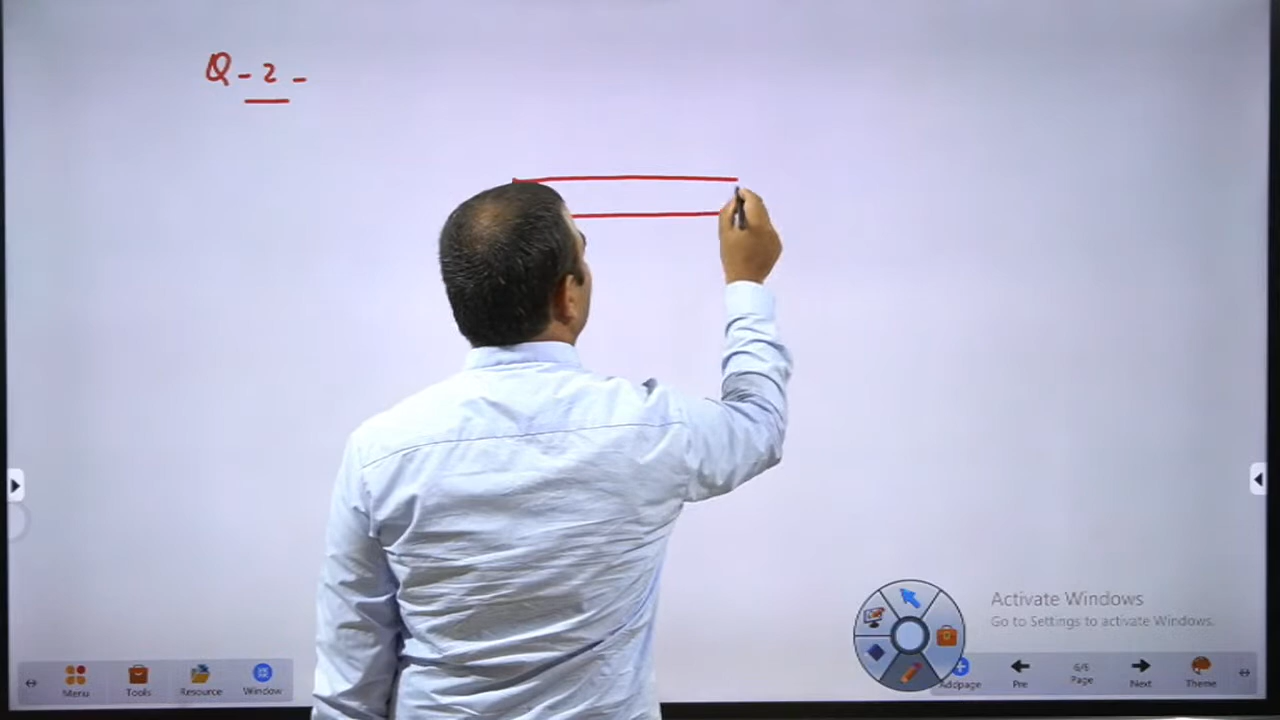 Q - 2 -
Activate Windows
Go to Settings to activate Windows.
Menu
Tools
Resource
Window
Addpage
Pre
6/6
Page
Next
Theme